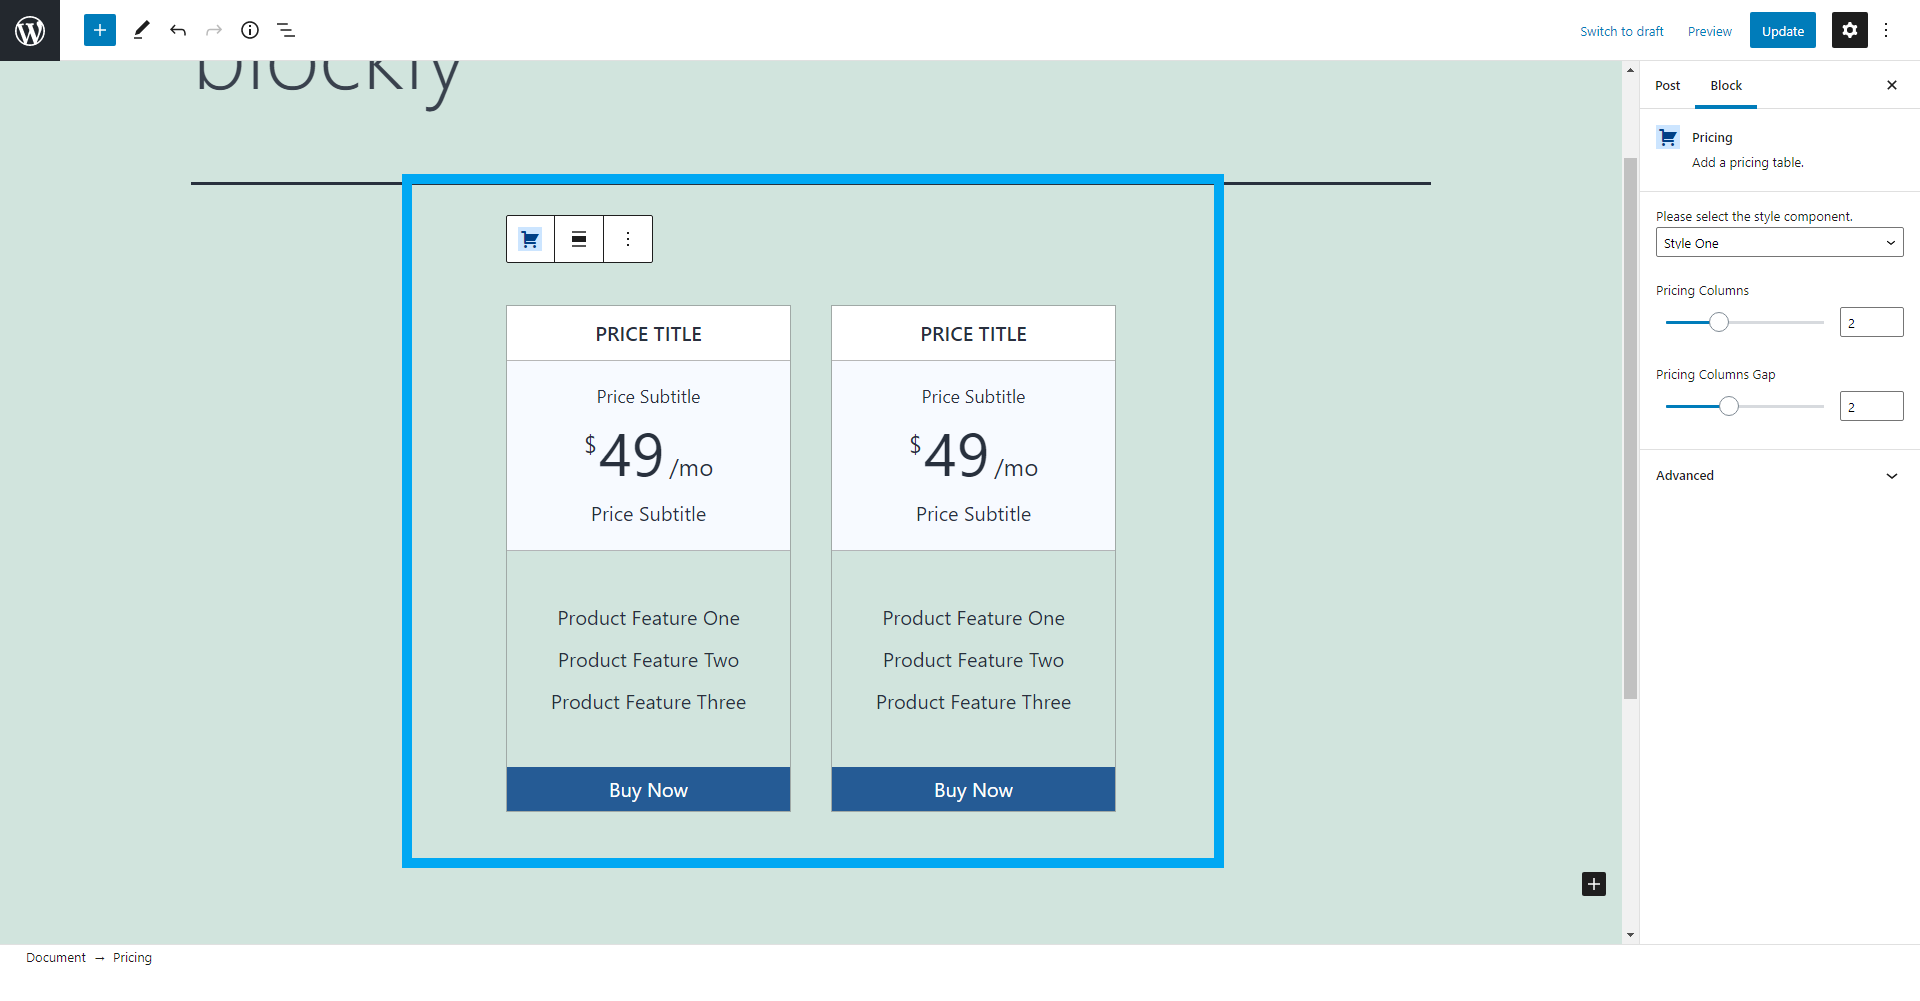 Switch to draft Preview Update
blockly
Post Block
Pricing
Add a pricing table.
Please select the style component.
Style One
Pricing Columns
2
Pricing Columns Gap
2
Advanced
PRICE TITLE
Price Subtitle
$49 /mo
Price Subtitle
Product Feature One
Product Feature Two
Product Feature Three
Buy Now
PRICE TITLE
Price Subtitle
$49 /mo
Price Subtitle
Product Feature One
Product Feature Two
Product Feature Three
Buy Now
Document → Pricing